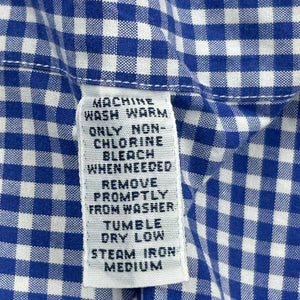 MACHINE
WASH WARM
ONLY NON-
CHLORINE
BLEACH
WHEN NEEDED
REMOVE
PROMPTLY
FROM WASHER
TUMBLE
DRY LOW
STEAM IRON
MEDIUM